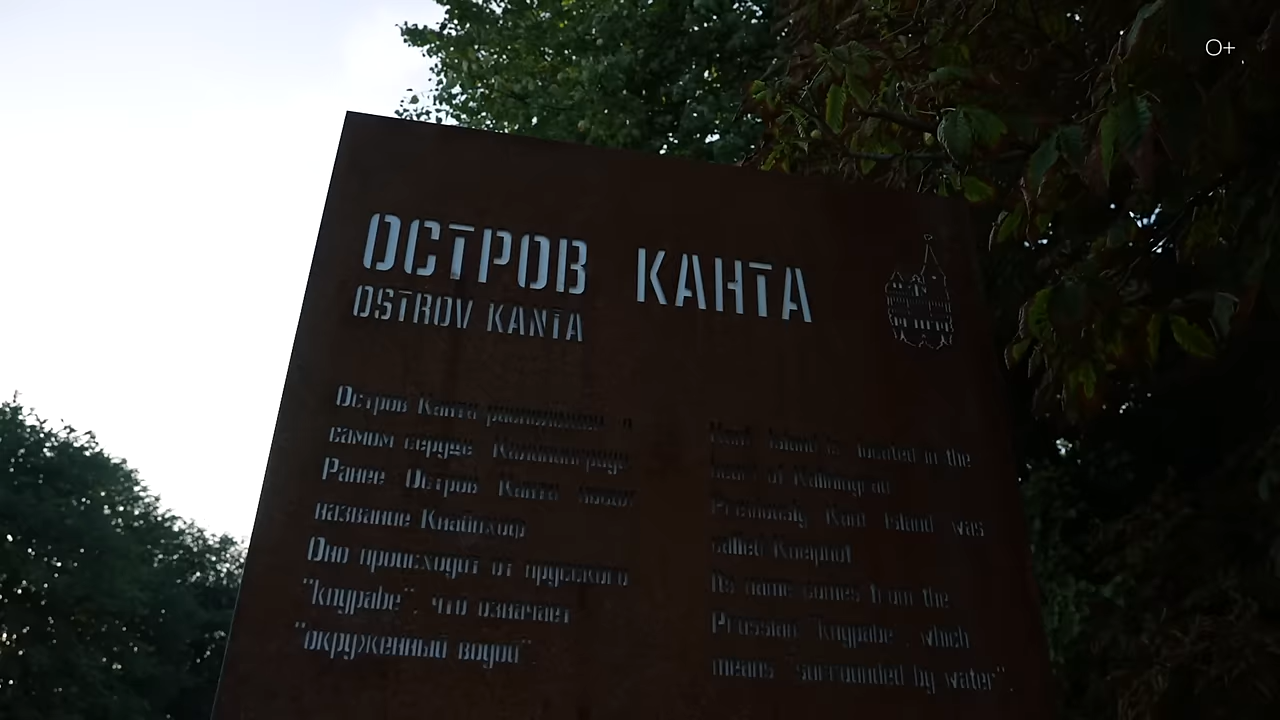 0+
ОСТРОВ КАНТА
OSTROV KANTA
Остров Канта расположен в
самом сердце Калининграда
Ранее Остров Канта носил
название Кнайпхоф
Оно происходит от прусского
"knypabe", что означает
"окруженный водой"
Kant Island is located in the
heart of Kaliningrad
Previously Kant Island was
called Kneiphof
Its name comes from the
Prussian "knypabe", which
means "surrounded by water".